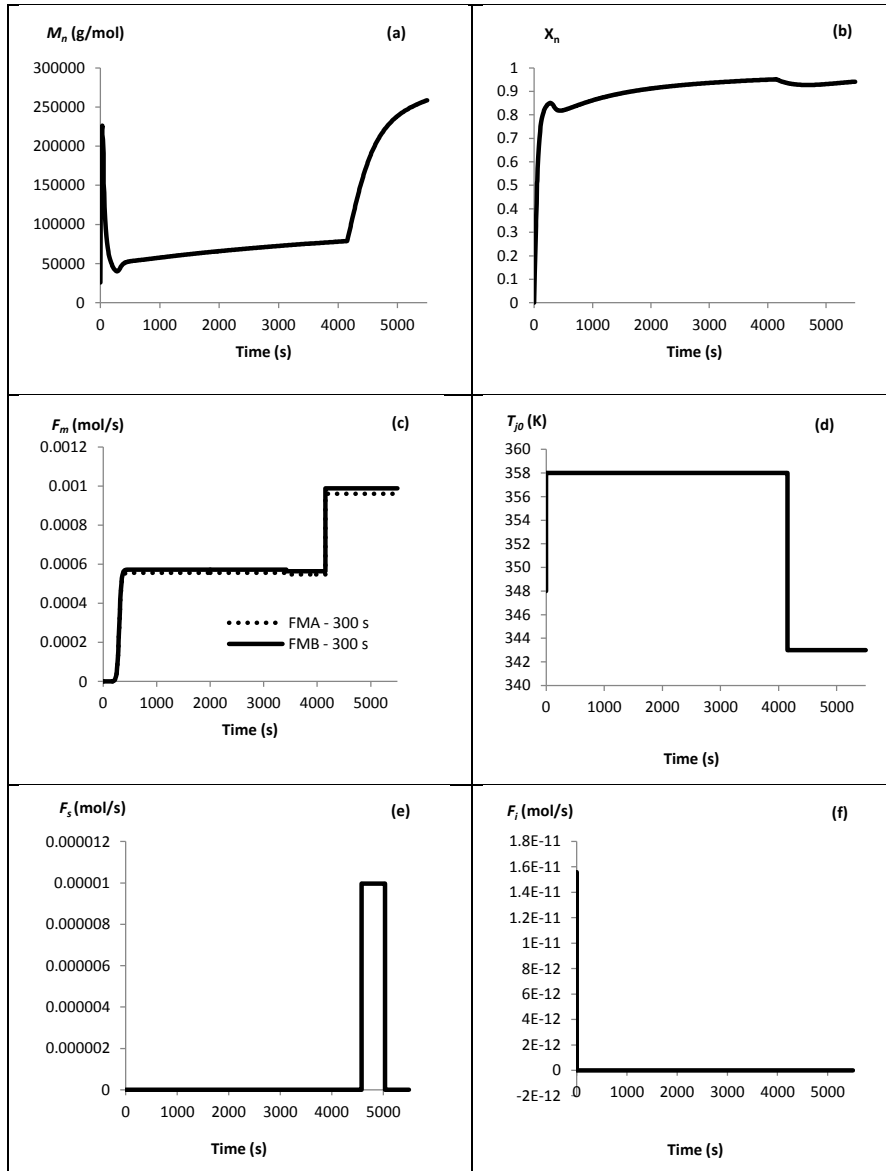 Mn (g/mol) (a)
300000
250000
200000
150000
100000
50000
0
0 1000 2000 3000 4000 5000
Time (s)
Xn (b)
1
0.9
0.8
0.7
0.6
0.5
0.4
0.3
0.2
0.1
0
0 1000 2000 3000 4000 5000
Time (s)
Fm (mol/s) (c)
0.0012
0.001
0.0008
0.0006
0.0004
0.0002
0
FMA - 300 s
FMB - 300 s
0 1000 2000 3000 4000 5000
Time (s)
Tj0 (K) (d)
360
358
356
354
352
350
348
346
344
342
340
0 1000 2000 3000 4000 5000
Time (s)
Fs (mol/s) (e)
0.000012
0.00001
0.000008
0.000006
0.000004
0.000002
0
0 1000 2000 3000 4000 5000
Time (s)
Fi (mol/s) (f)
1.8E-11
1.6E-11
1.4E-11
1.2E-11
1E-11
8E-12
6E-12
4E-12
2E-12
0
-2E-12
0 1000 2000 3000 4000 5000
Time (s)